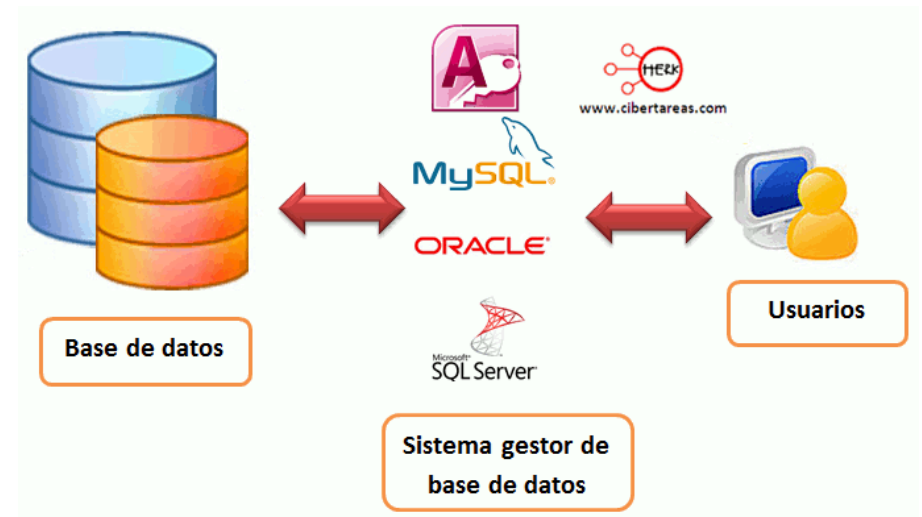 A
HERK
www.cibertareas.com
MySQL®
ORACLE®
Microsoft®
SQL Server®
Base de datos
Usuarios
Sistema gestor de
base de datos